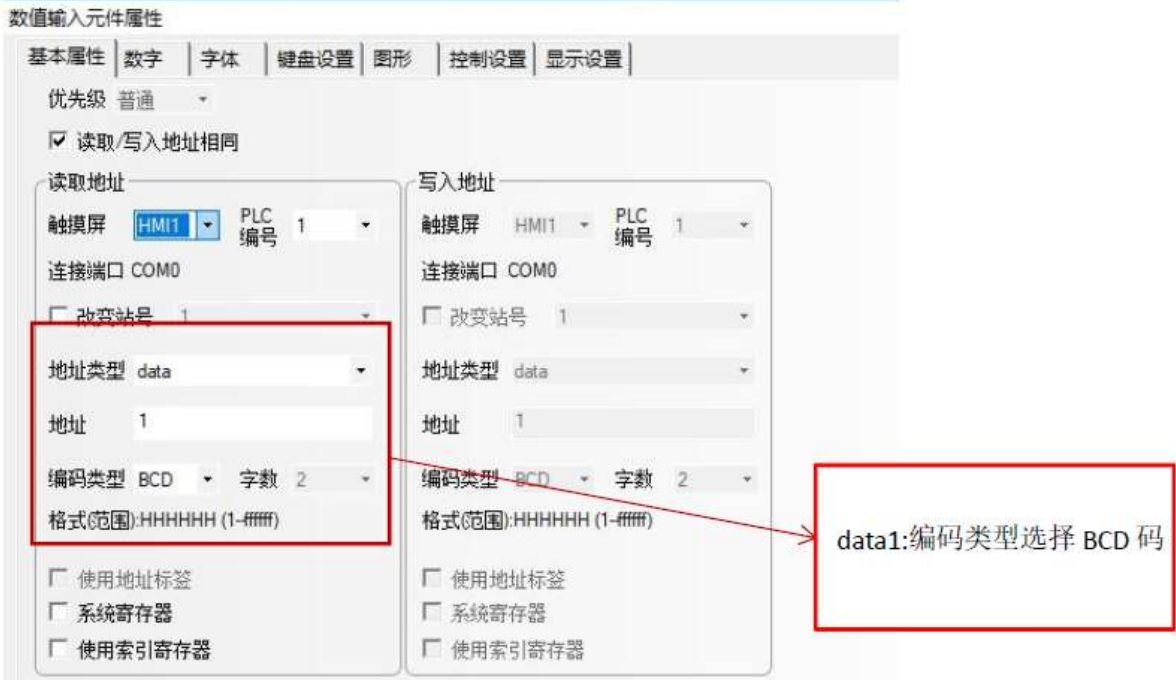 数值输入元件属性
基本属性 数字 字体 键盘设置 图形 控制设置 显示设置
优先级 普通
读取/写入地址相同
读取地址
触摸屏 HMI1 PLC编号 1
连接端口 COM0
改变站号 1
地址类型 data
地址 1
编码类型 BCD 字数 2
格式(范围):HHHHHH (1-ffffff)
使用地址标签
系统寄存器
使用索引寄存器
写入地址
触摸屏 HMI1 PLC编号 1
连接端口 COM0
改变站号 1
地址类型 data
地址 1
编码类型 BCD 字数 2
格式(范围):HHHHHH (1-ffffff)
使用地址标签
系统寄存器
使用索引寄存器
data1:编码类型选择 BCD 码